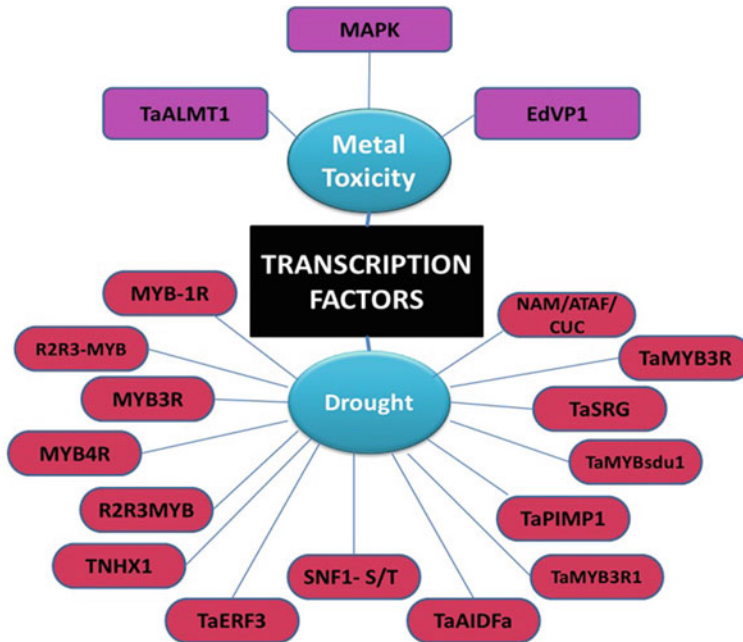 MAPK
TaALMT1
EdVP1
Metal
Toxicity
TRANSCRIPTION
FACTORS
MYB-1R
NAM/ATAF/
CUC
R2R3-MYB
TaMYB3R
MYB3R
Drought
TaSRG
MYB4R
TaMYBsdu1
R2R3MYB
TaPIMP1
TNHX1
SNF1- S/T
TaMYB3R1
TaERF3
TaAIDFa